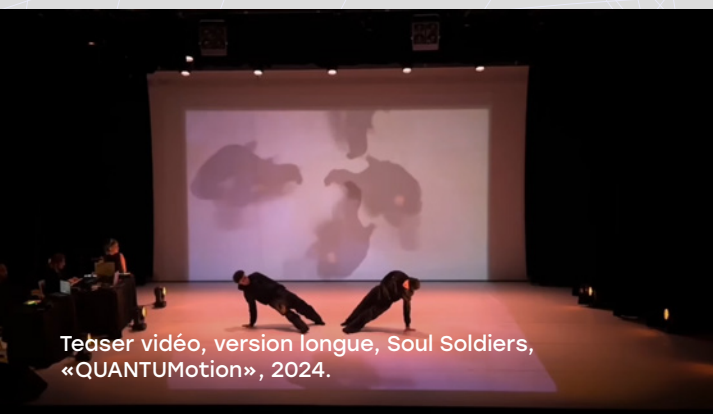 Teaser vidéo, version longue, Soul Soldiers,
«QUANTUMotion», 2024.